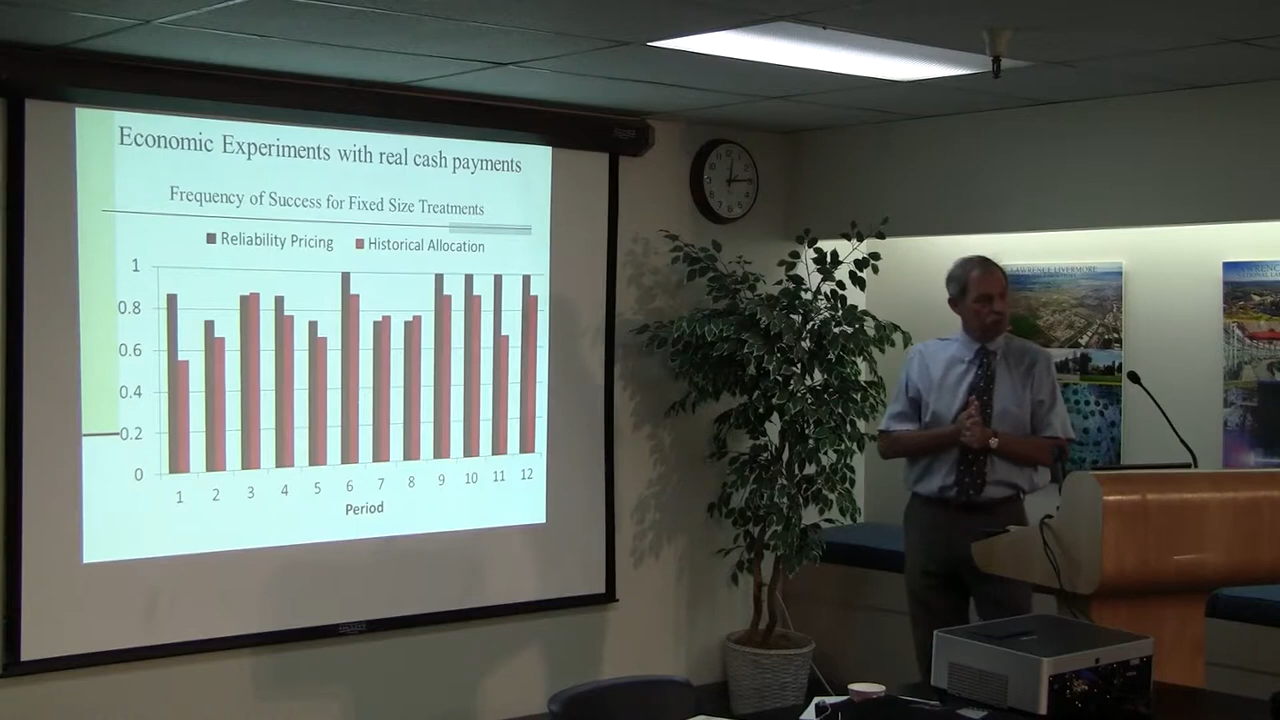 Economic Experiments with real cash payments
Frequency of Success for Fixed Size Treatments
Reliability Pricing Historical Allocation
1
0.8
0.6
0.4
0.2
0
1 2 3 4 5 6 7 8 9 10 11 12
Period
LAWRENCE LIVERMORE